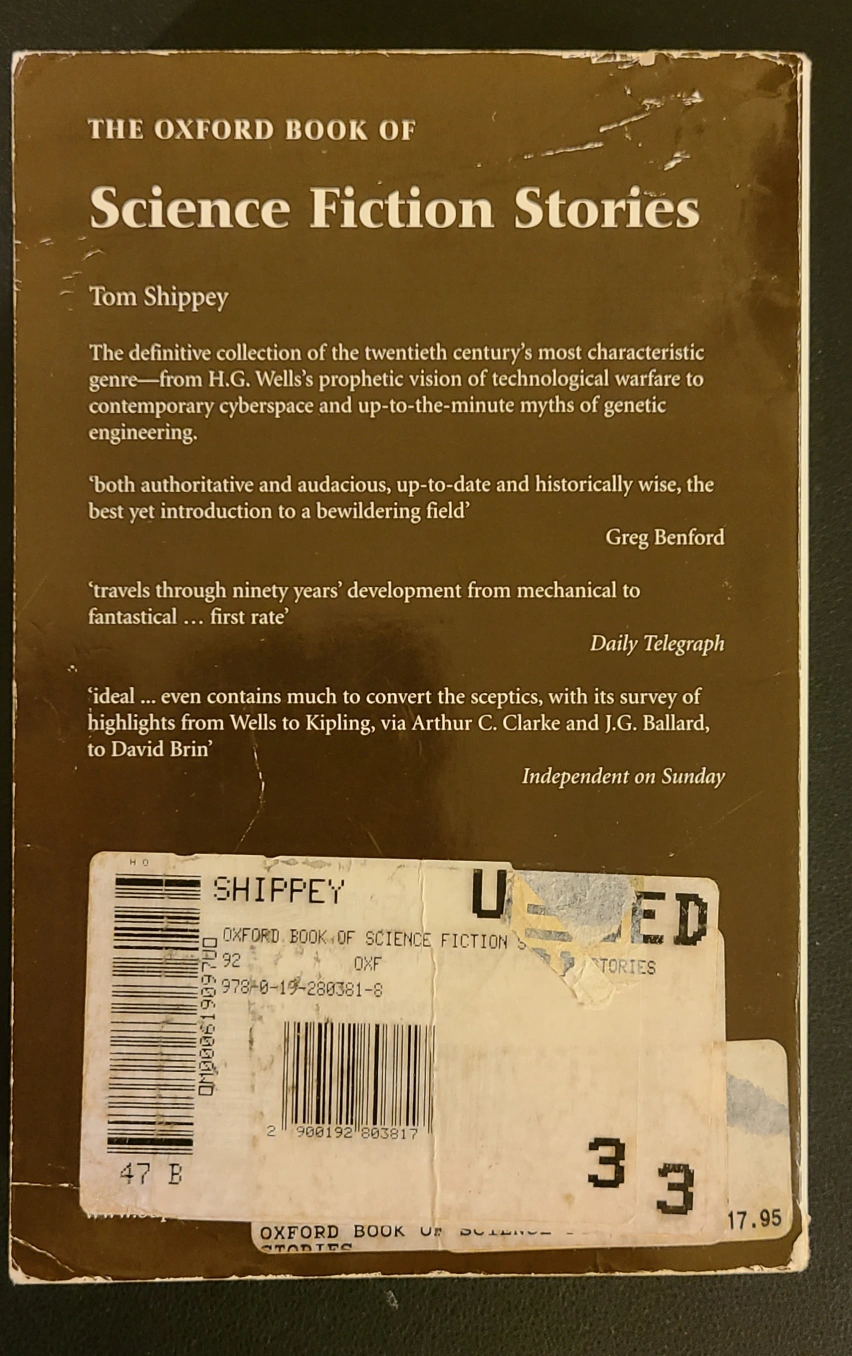 THE OXFORD BOOK OF
Science Fiction Stories
Tom Shippey
The definitive collection of the twentieth century's most characteristic
genre—from H.G. Wells's prophetic vision of technological warfare to
contemporary cyberspace and up-to-the-minute myths of genetic
engineering.
'both authoritative and audacious, up-to-date and historically wise, the
best yet introduction to a bewildering field'
Greg Benford
'travels through ninety years' development from mechanical to
fantastical ... first rate'
Daily Telegraph
'ideal ... even contains much to convert the sceptics, with its survey of
highlights from Wells to Kipling, via Arthur C. Clarke and J.G. Ballard,
to David Brin'
Independent on Sunday
H O
SHIPPEY
U ED
OXFORD BOOK OF SCIENCE FICTION S
TORIES
92 OXF
978-0-19-280381-8
2 900192 803817
47 B
3
3
17.95
OXFORD BOOK OF SCIENCE
STORIES